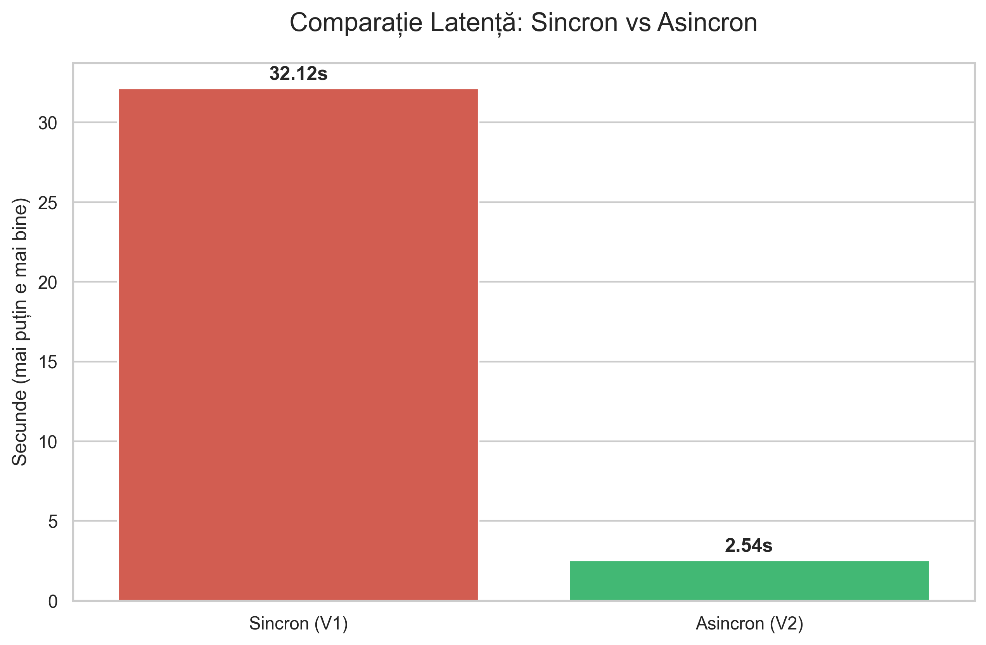 Comparație Latență: Sincron vs Asincron
Secunde (mai puțin e mai bine)
30
25
20
15
10
5
0
32.12s
2.54s
Sincron (V1)
Asincron (V2)